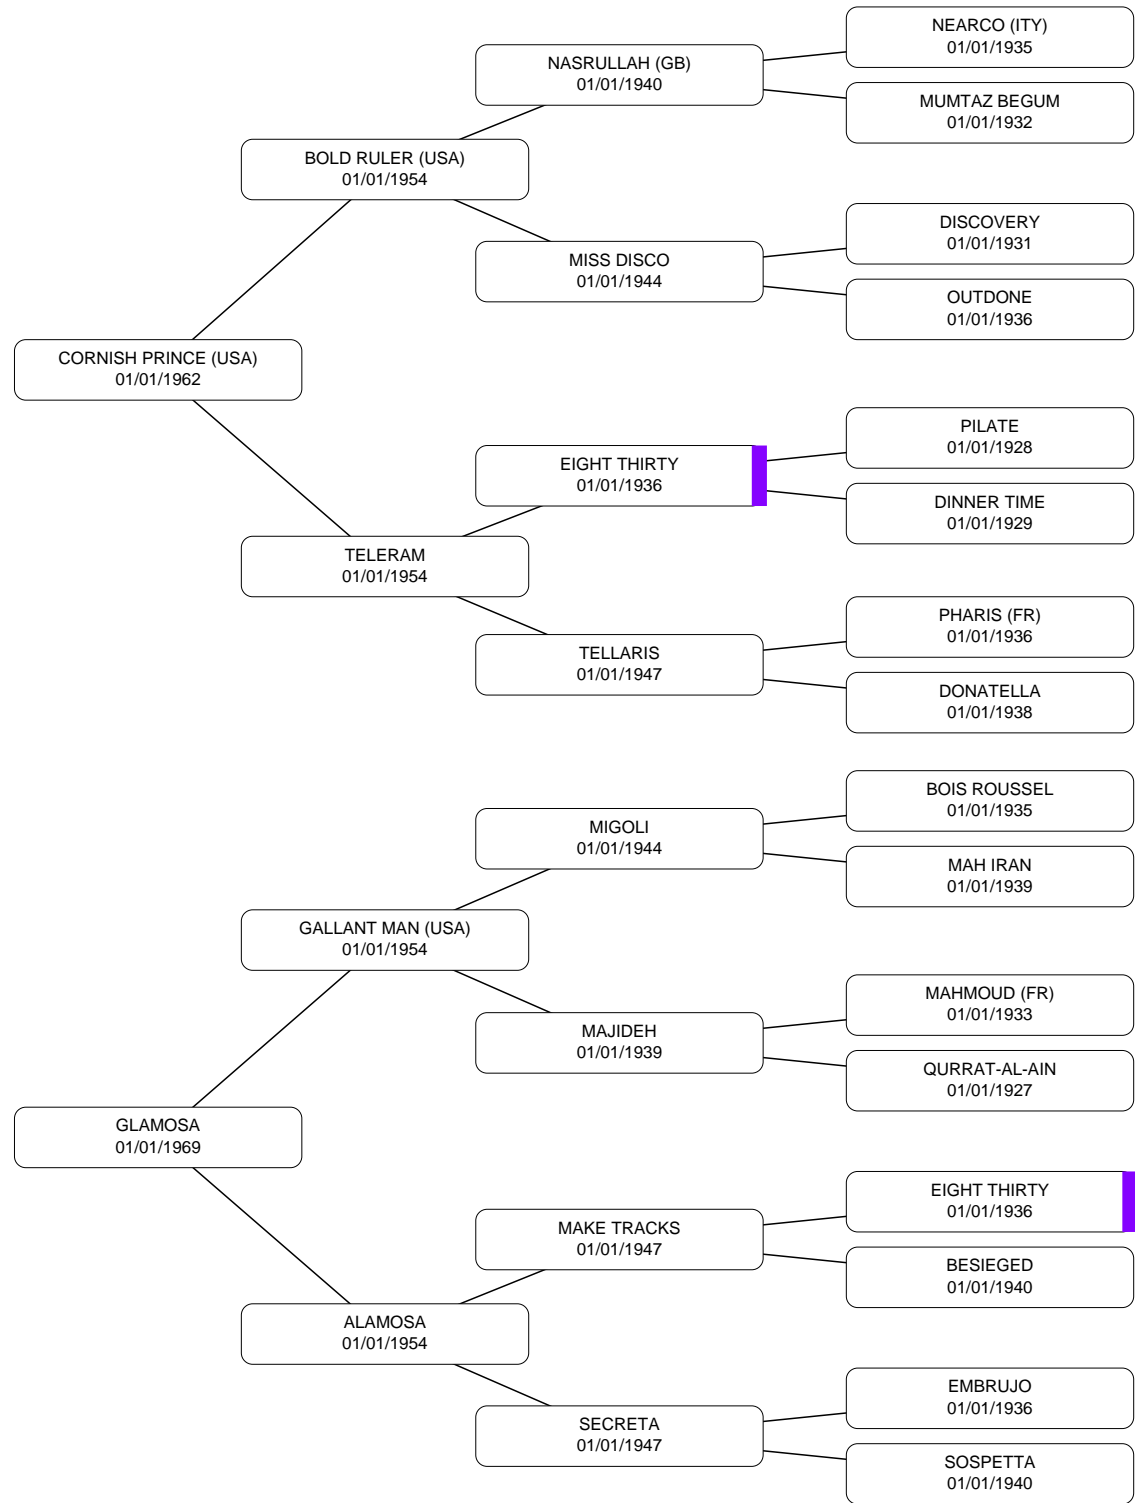 NEARCO (ITY)
01/01/1935
NASRULLAH (GB)
01/01/1940
MUMTAZ BEGUM
01/01/1932
BOLD RULER (USA)
01/01/1954
DISCOVERY
01/01/1931
MISS DISCO
01/01/1944
OUTDONE
01/01/1936
CORNISH PRINCE (USA)
01/01/1962
PILATE
01/01/1928
EIGHT THIRTY
01/01/1936
DINNER TIME
01/01/1929
TELERAM
01/01/1954
PHARIS (FR)
01/01/1936
TELLARIS
01/01/1947
DONATELLA
01/01/1938
BOIS ROUSSEL
01/01/1935
MIGOLI
01/01/1944
MAH IRAN
01/01/1939
GALLANT MAN (USA)
01/01/1954
MAHMOUD (FR)
01/01/1933
MAJIDEH
01/01/1939
QURRAT-AL-AIN
01/01/1927
GLAMOSA
01/01/1969
EIGHT THIRTY
01/01/1936
MAKE TRACKS
01/01/1947
BESIEGED
01/01/1940
ALAMOSA
01/01/1954
EMBRUJO
01/01/1936
SECRETA
01/01/1947
SOSPETTA
01/01/1940